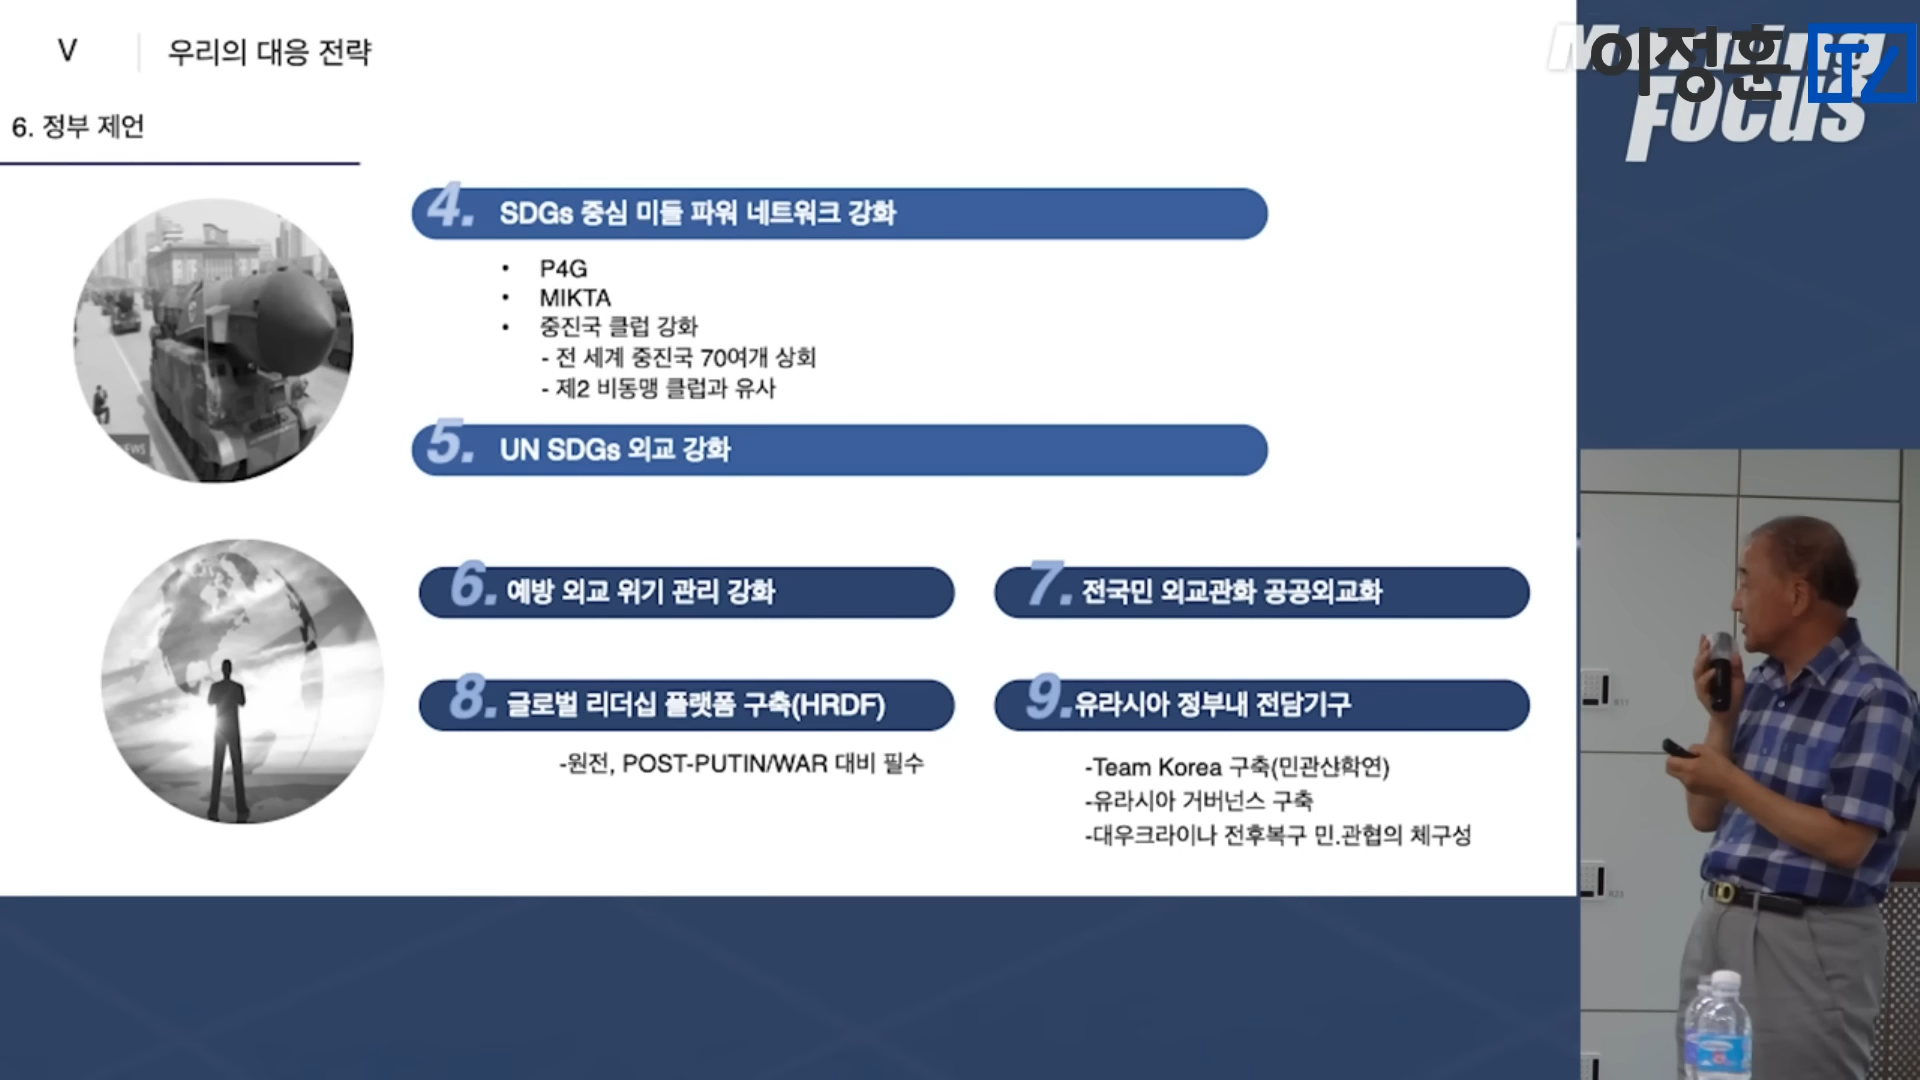 V
우리의 대응 전략
Morning
Focus
이정훈 TV
6. 정부 제언
4. SDGs 중심 미들 파워 네트워크 강화
• P4G
• MIKTA
• 중진국 클럽 강화
- 전 세계 중진국 70여개 상회
- 제2 비동맹 클럽과 유사
5. UN SDGs 외교 강화
6. 예방 외교 위기 관리 강화
7. 전국민 외교관화 공공외교화
8. 글로벌 리더십 플랫폼 구축(HRDF)
-원전, POST-PUTIN/WAR 대비 필수
9. 유라시아 정부내 전담기구
-Team Korea 구축(민관산학연)
-유라시아 거버넌스 구축
-대우크라이나 전후복구 민.관협의 체구성